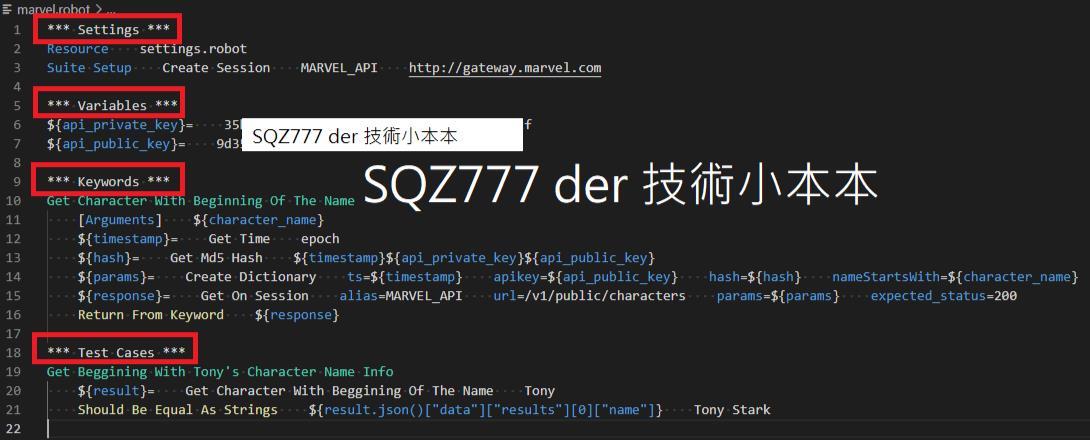 marvel.robot > ...
1 *** Settings ***
2 Resource    settings.robot
3 Suite Setup    Create Session    MARVEL_API    http://gateway.marvel.com
4
5 *** Variables ***
6 ${api_private_key}=    35 f
SQZ777 der 技術小本本
7 ${api_public_key}=    9d35
8
SQZ777 der 技術小本本
9 *** Keywords ***
10 Get Character With Beginning Of The Name
11     [Arguments]    ${character_name}
12     ${timestamp}=    Get Time    epoch
13     ${hash}=    Get Md5 Hash    ${timestamp}${api_private_key}${api_public_key}
14     ${params}=    Create Dictionary    ts=${timestamp}    apikey=${api_public_key}    hash=${hash}    nameStartsWith=${character_name}
15     ${response}=    Get On Session    alias=MARVEL_API    url=/v1/public/characters    params=${params}    expected_status=200
16     Return From Keyword    ${response}
17
18 *** Test Cases ***
19 Get Beggining With Tony's Character Name Info
20     ${result}=    Get Character With Beggining Of The Name    Tony
21     Should Be Equal As Strings    ${result.json()["data"]["results"][0]["name"]}    Tony Stark
22